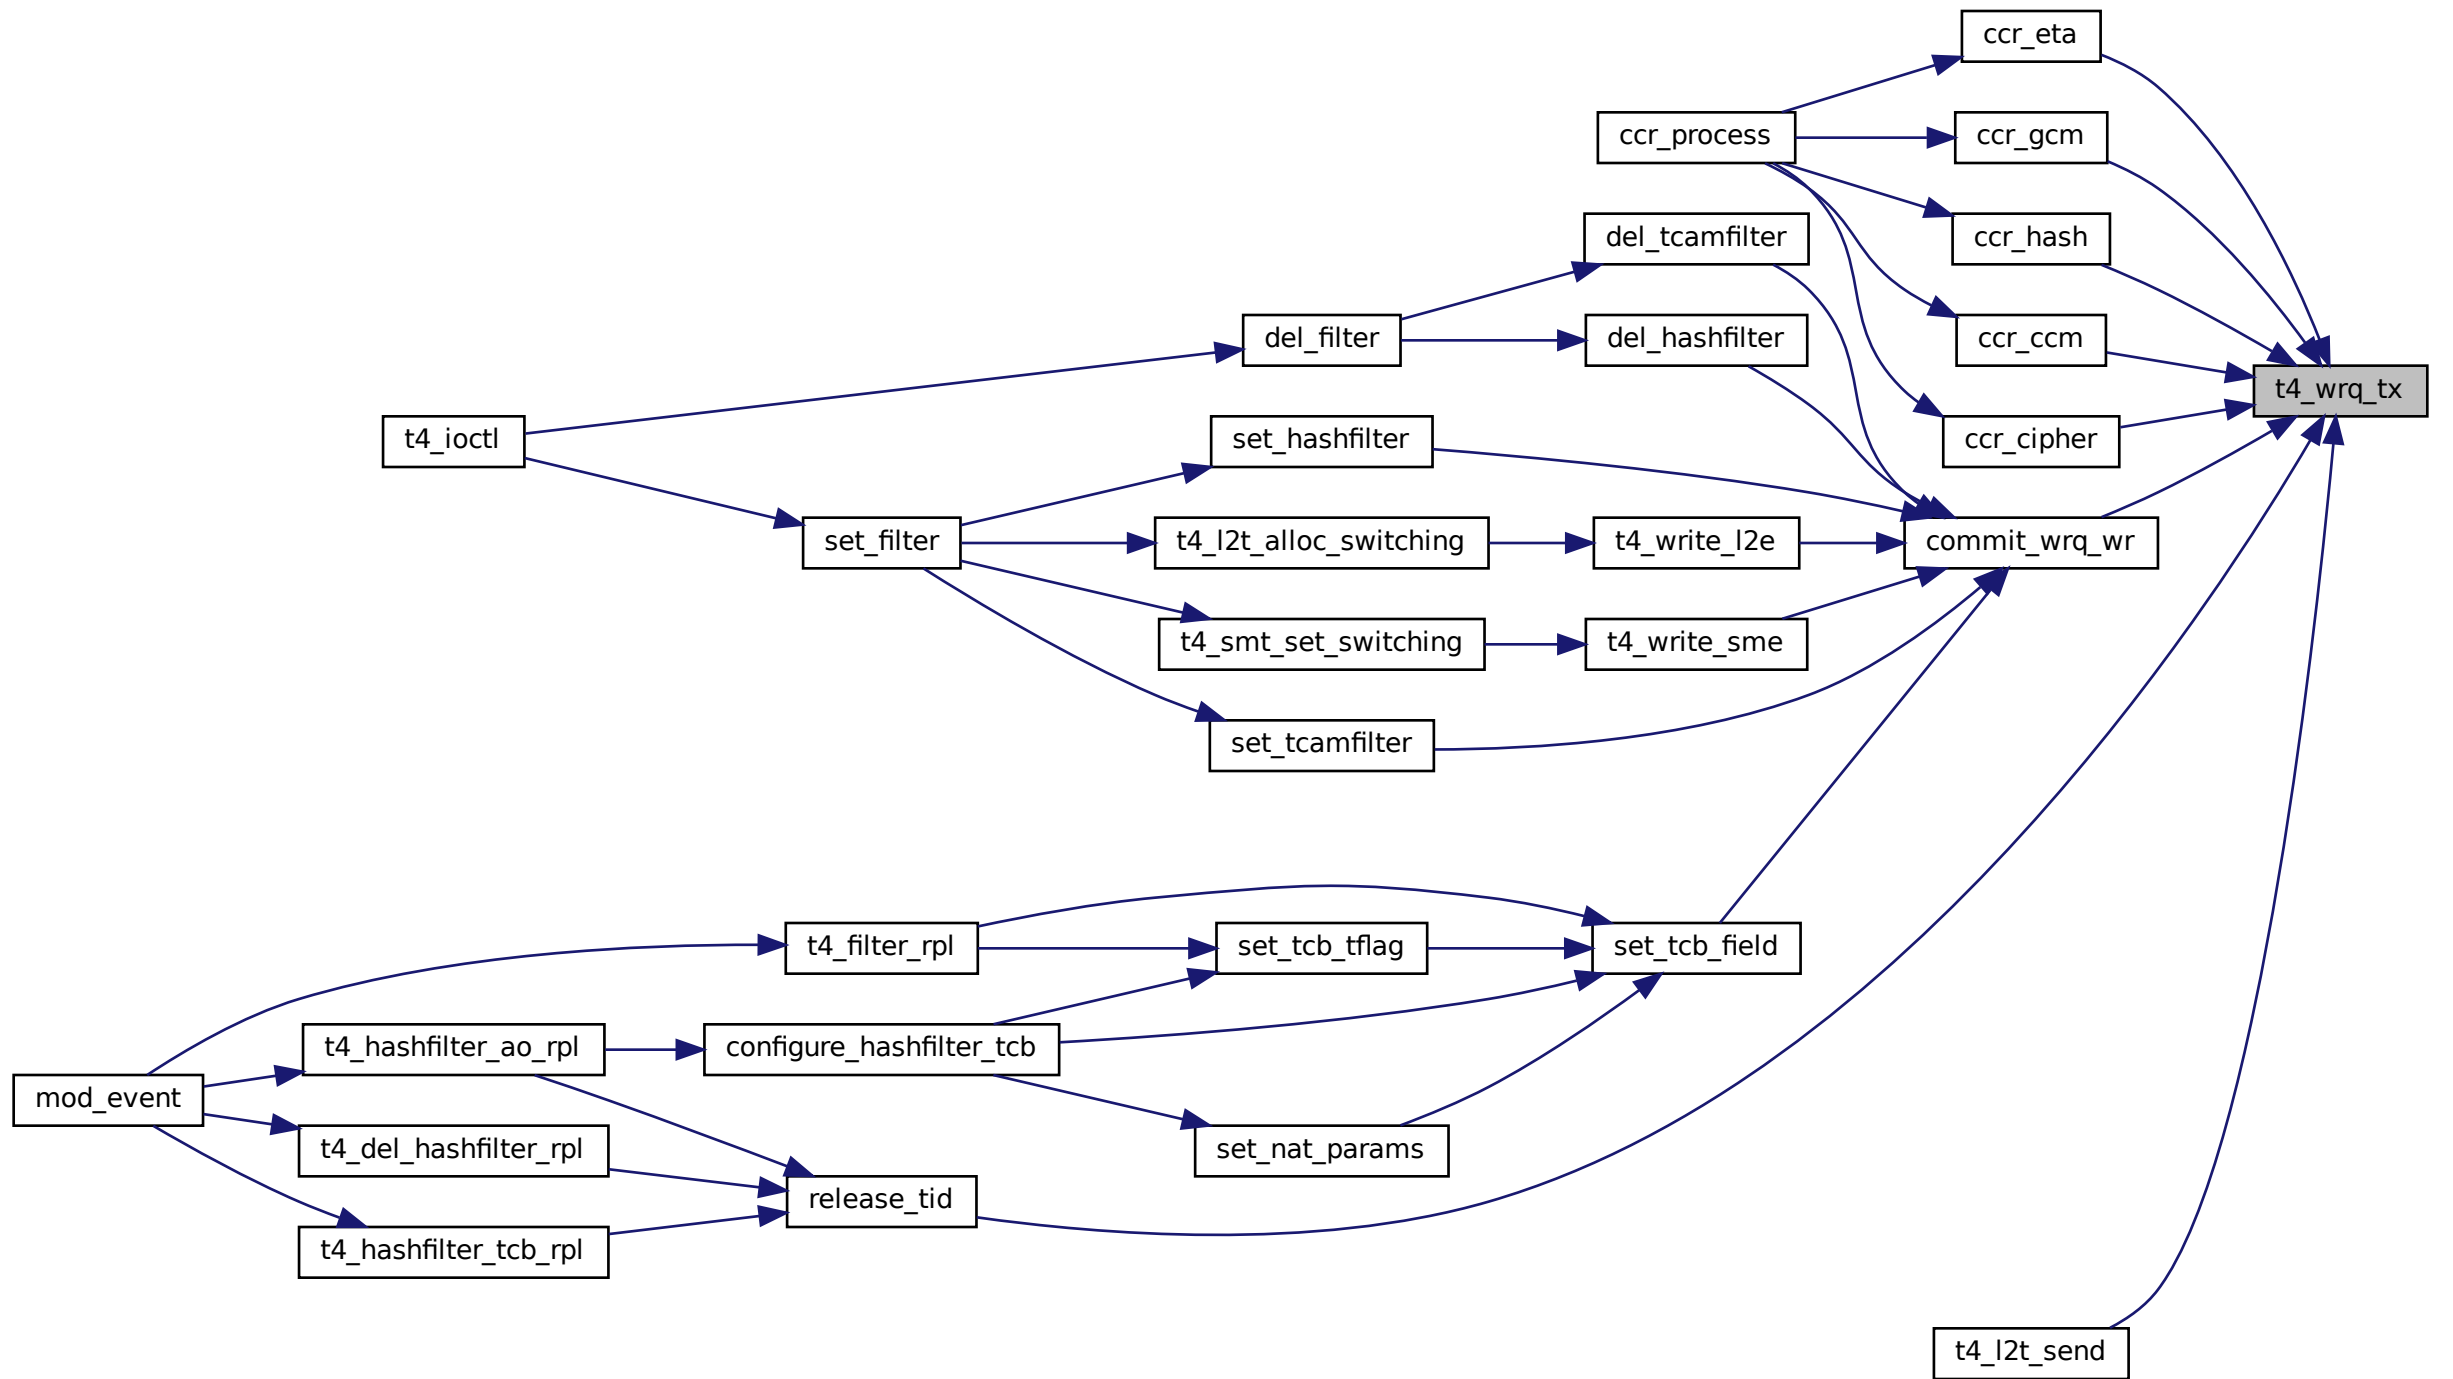 ccr_eta
ccr_process
ccr_gcm
del_tcamfilter
ccr_hash
del_filter
del_hashfilter
ccr_ccm
t4_wrq_tx
t4_ioctl
set_hashfilter
ccr_cipher
set_filter
t4_l2t_alloc_switching
t4_write_l2e
commit_wrq_wr
t4_smt_set_switching
t4_write_sme
set_tcamfilter
t4_filter_rpl
set_tcb_tflag
set_tcb_field
t4_hashfilter_ao_rpl
configure_hashfilter_tcb
mod_event
t4_del_hashfilter_rpl
set_nat_params
release_tid
t4_hashfilter_tcb_rpl
t4_l2t_send